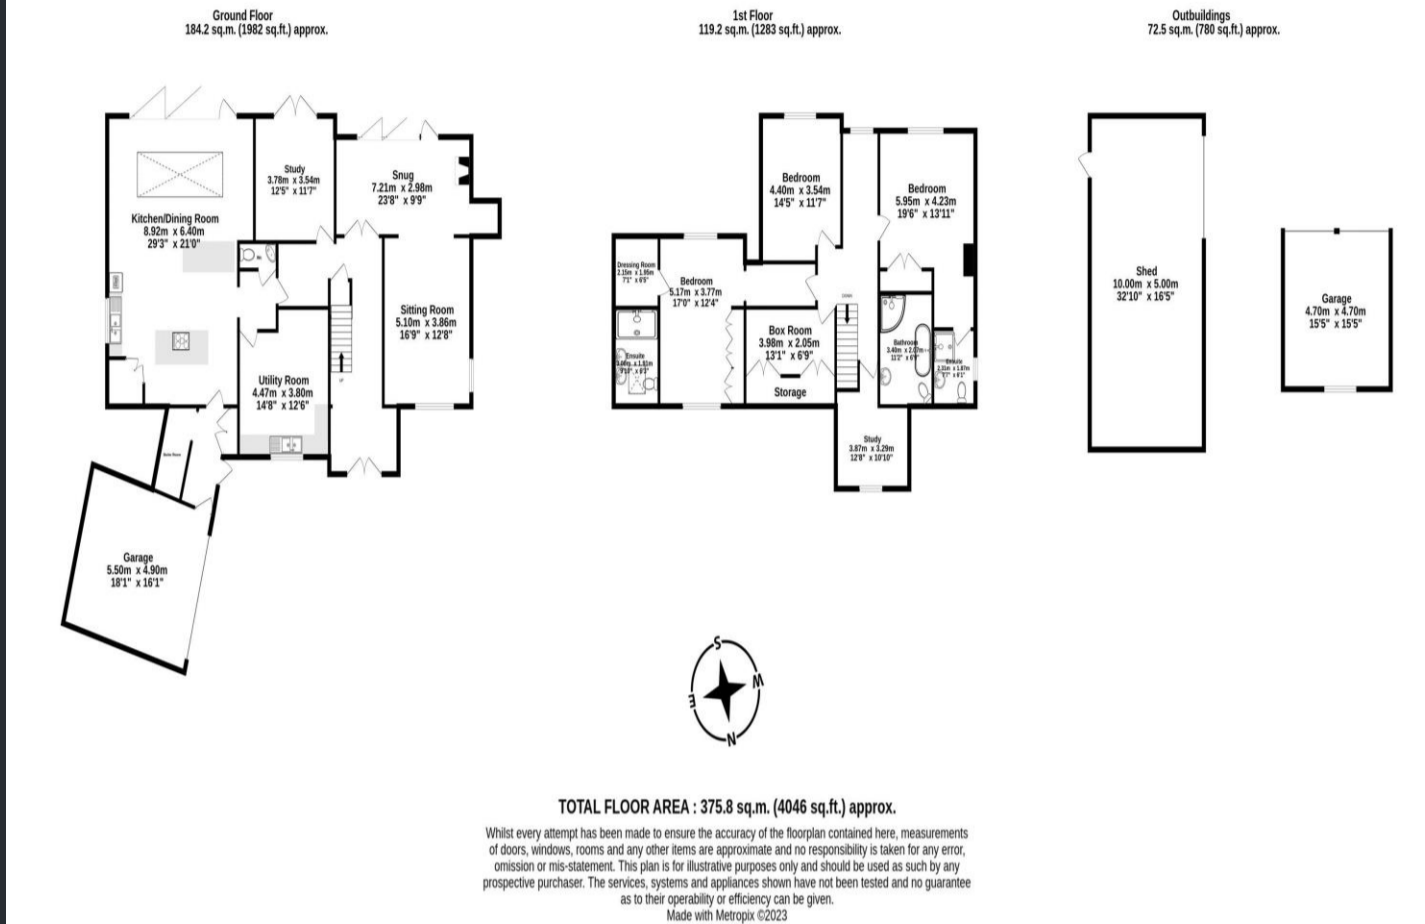 Ground Floor
184.2 sq.m. (1982 sq.ft.) approx.
Study
3.78m x 3.54m
12'5" x 11'7"
Snug
7.21m x 2.98m
23'8" x 9'9"
Kitchen/Dining Room
8.92m x 6.40m
29'3" x 21'0"
Sitting Room
5.10m x 3.86m
16'9" x 12'8"
Utility Room
4.47m x 3.80m
14'8" x 12'6"
UP
Garage
5.50m x 4.90m
18'1" x 16'1"
1st Floor
119.2 sq.m. (1283 sq.ft.) approx.
Bedroom
4.40m x 3.54m
14'5" x 11'7"
Bedroom
5.95m x 4.23m
19'6" x 13'11"
Dressing Room
2.15m x 1.95m
7'1" x 6'5"
Bedroom
5.17m x 3.77m
17'0" x 12'4"
DOWN
Box Room
3.98m x 2.05m
13'1" x 6'9"
Storage
Ensuite
Bathroom
Ensuite
Study
3.87m x 3.29m
12'8" x 10'10"
Outbuildings
72.5 sq.m. (780 sq.ft.) approx.
Shed
10.00m x 5.00m
32'10" x 16'5"
Garage
4.70m x 4.70m
15'5" x 15'5"
S
W
E
N
TOTAL FLOOR AREA : 375.8 sq.m. (4046 sq.ft.) approx.
Whilst every attempt has been made to ensure the accuracy of the floorplan contained here, measurements
of doors, windows, rooms and any other items are approximate and no responsibility is taken for any error,
omission or mis-statement. This plan is for illustrative purposes only and should be used as such by any
prospective purchaser. The services, systems and appliances shown have not been tested and no guarantee
as to their operability or efficiency can be given.
Made with Metropix ©2023